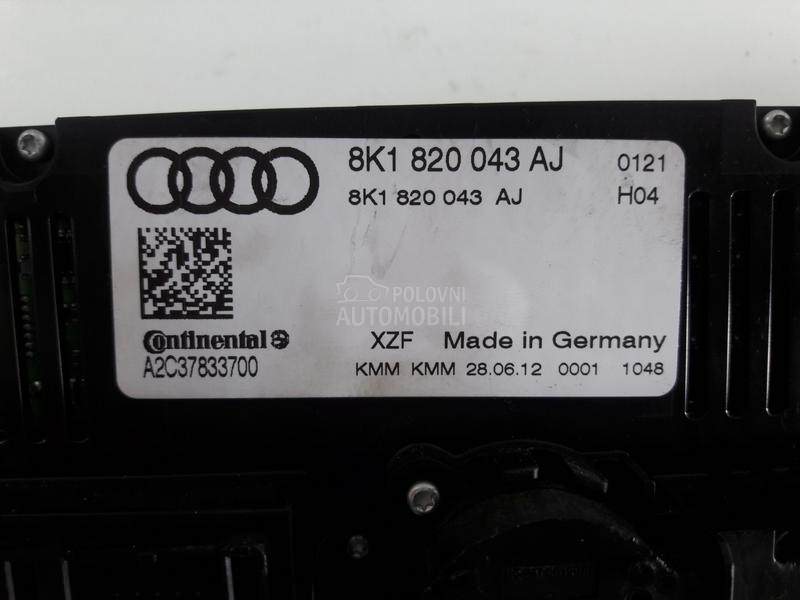 8K1 820 043 AJ 0121
8K1 820 043 AJ H04
POLOVNI
AUTOMOBILI
Continental XZF Made in Germany
A2C37833700 KMM KMM 28.06.12 0001 1048